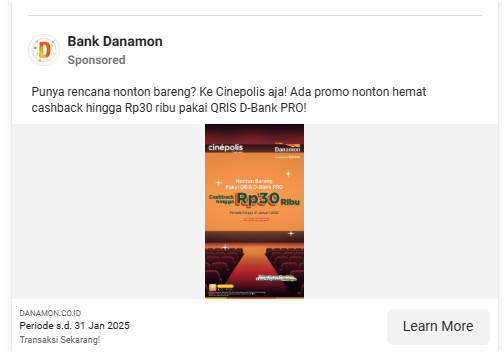 Bank Danamon
Sponsored
Punya rencana nonton bareng? Ke Cinepolis aja! Ada promo nonton hemat
cashback hingga Rp30 ribu pakai QRIS D-Bank PRO!
cinépolis
Danamon
Nonton Bareng
Pakai QRIS D-Bank PRO
Cashback
hingga Rp30 Ribu
DANAMON.CO.ID
Periode s.d. 31 Jan 2025
Transaksi Sekarang!
Learn More